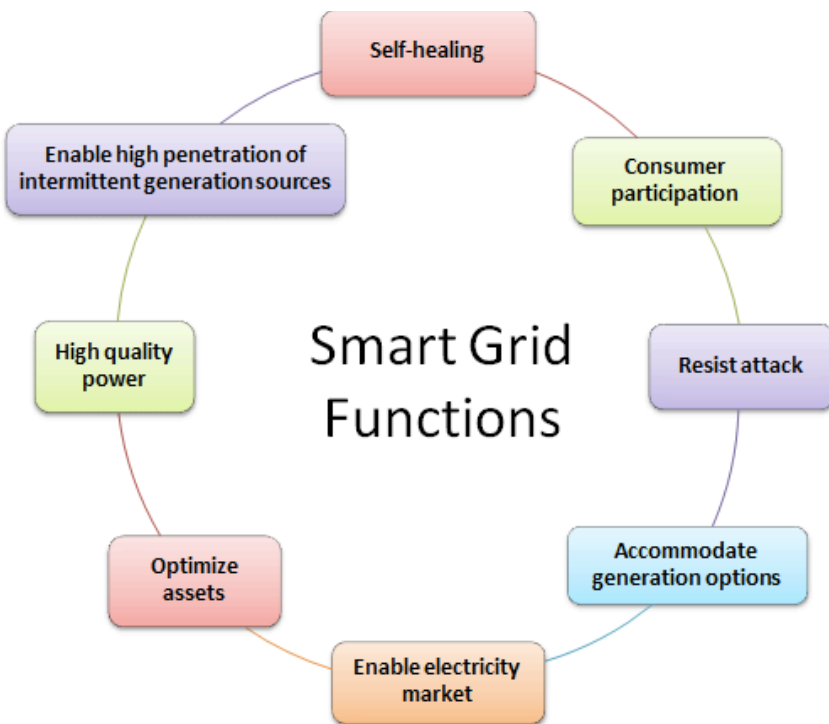 Self-healing
Enable high penetration of
intermittent generation sources
Consumer
participation
High quality
power
Smart Grid
Functions
Resist attack
Optimize
assets
Accommodate
generation options
Enable electricity
market